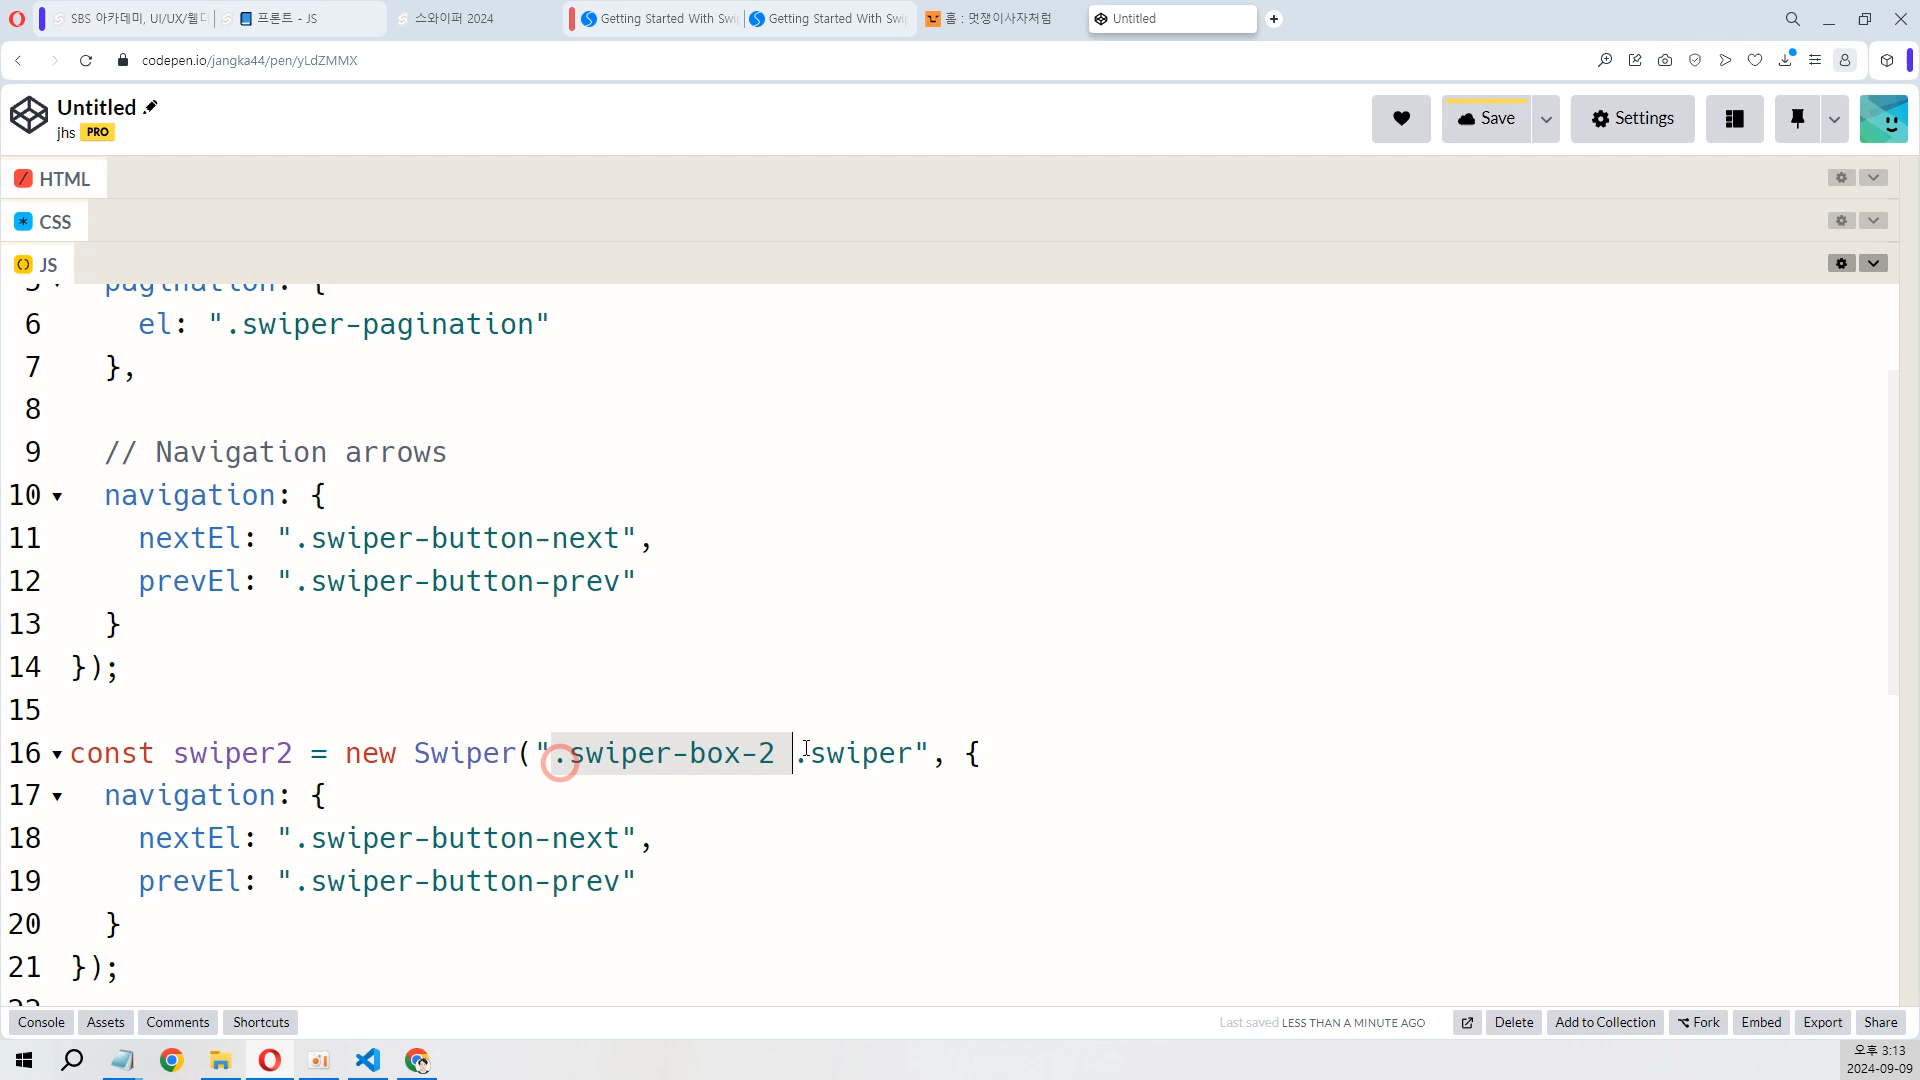 SBS 아카데미, UI/UX/웹디
프론트 - JS
스와이퍼 2024
Getting Started With Swi
Getting Started With Swi
홈 : 멋쟁이사자처럼
Untitled
codepen.io/jangka44/pen/yLdZMMX
Untitled
jhs PRO
Save
Settings
HTML
CSS
JS
5 pagination: {
6 el: ".swiper-pagination"
7 },
8
9 // Navigation arrows
10 navigation: {
11 nextEl: ".swiper-button-next",
12 prevEl: ".swiper-button-prev"
13 }
14 });
15
16 const swiper2 = new Swiper(".swiper-box-2 .swiper", {
17 navigation: {
18 nextEl: ".swiper-button-next",
19 prevEl: ".swiper-button-prev"
20 }
21 });
22
Console Assets Comments Shortcuts
Last saved LESS THAN A MINUTE AGO
Delete Add to Collection Fork Embed Export Share
오후 3:13
2024-09-09